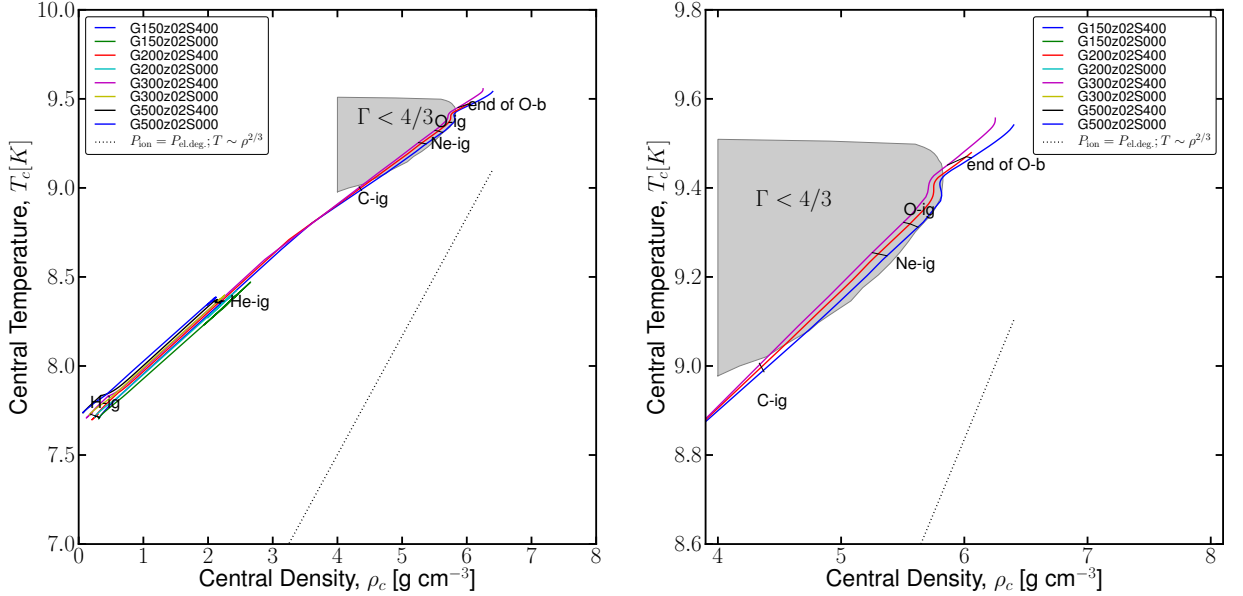 10.0
9.5
9.0
8.5
8.0
7.5
7.0
Central Temperature, T_c[K]
0 1 2 3 4 5 6 7 8
Central Density, ρ_c [g cm⁻³]
G150z02S400
G150z02S000
G200z02S400
G200z02S000
G300z02S400
G300z02S000
G500z02S400
G500z02S000
P_ion = P_el.deg.; T ∼ ρ^{2/3}
Γ < 4/3
end of O-b
O-ig
Ne-ig
C-ig
He-ig
H-ig
9.8
9.6
9.4
9.2
9.0
8.8
8.6
Central Temperature, T_c[K]
4 5 6 7 8
Central Density, ρ_c [g cm⁻³]
G150z02S400
G150z02S000
G200z02S400
G200z02S000
G300z02S400
G300z02S000
G500z02S400
G500z02S000
P_ion = P_el.deg.; T ∼ ρ^{2/3}
Γ < 4/3
end of O-b
O-ig
Ne-ig
C-ig